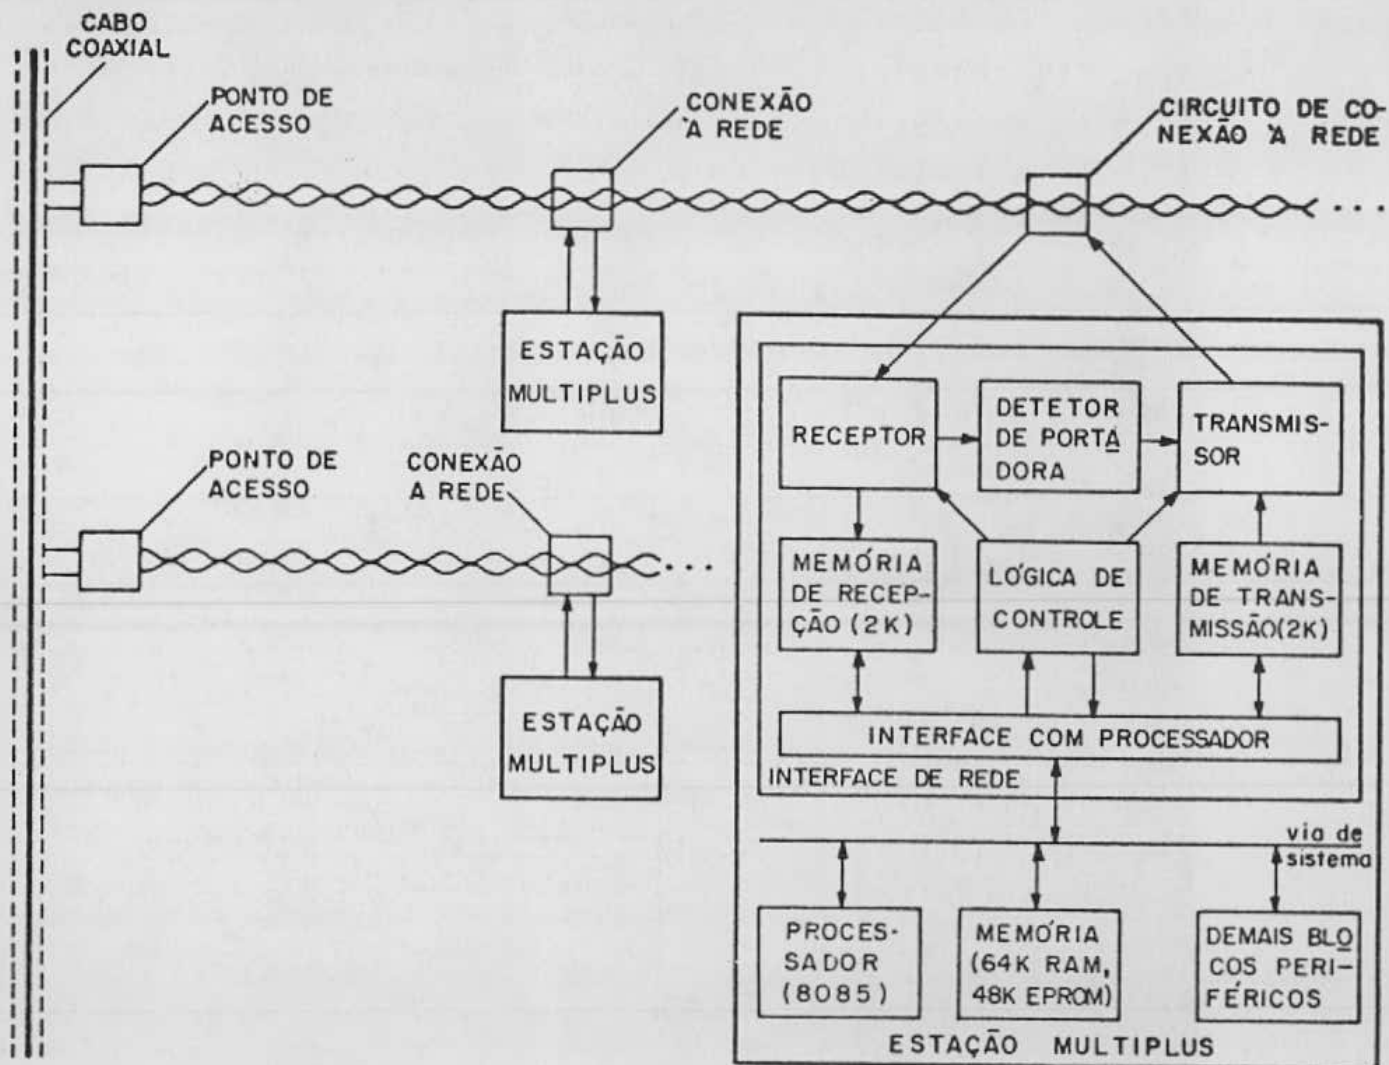 CABO
COAXIAL
PONTO DE
ACESSO
CONEXÃO
À REDE
CIRCUITO DE CO-
NEXÃO À REDE
ESTAÇÃO
MULTIPLUS
PONTO DE
ACESSO
CONEXÃO
A REDE
ESTAÇÃO
MULTIPLUS
RECEPTOR
DETETOR
DE PORTA
DORA
TRANSMIS-
SOR
MEMÓRIA
DE RECEP-
ÇÃO (2K)
LÓGICA DE
CONTROLE
MEMÓRIA
DE TRANS-
MISSÃO(2K)
INTERFACE COM PROCESSADOR
INTERFACE DE REDE
via de
sistema
PROCES-
SADOR
(8085)
MEMÓRIA
(64K RAM,
48K EPROM)
DEMAIS BLO
COS PERI-
FÉRICOS
ESTAÇÃO MULTIPLUS